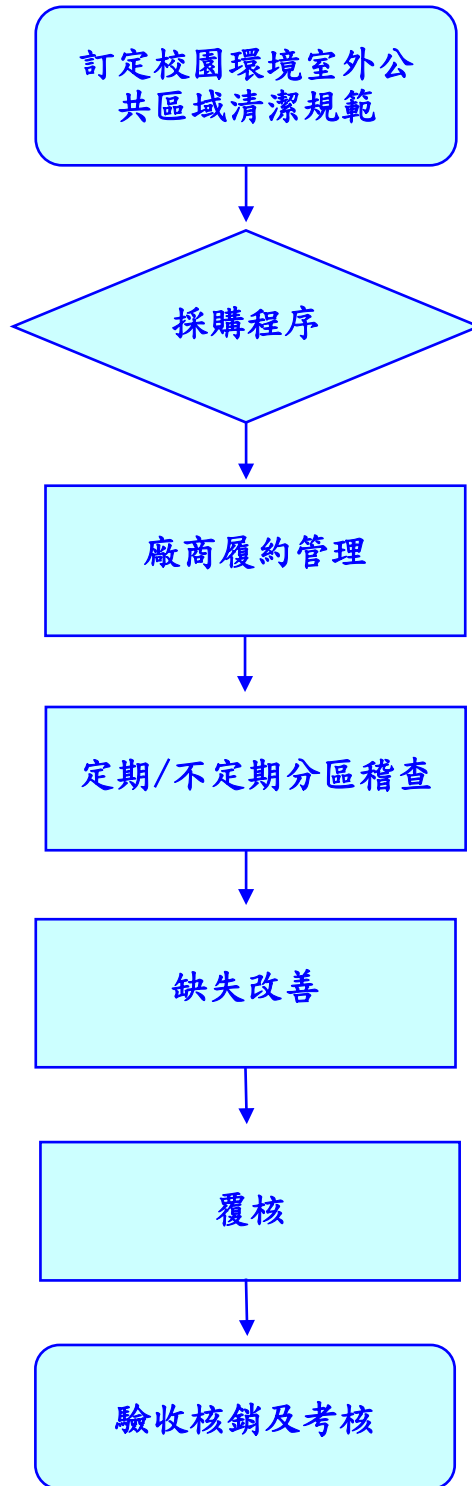 訂定校園環境室外公
共區域清潔規範
採購程序
廠商履約管理
定期/不定期分區稽查
缺失改善
覆核
驗收核銷及考核